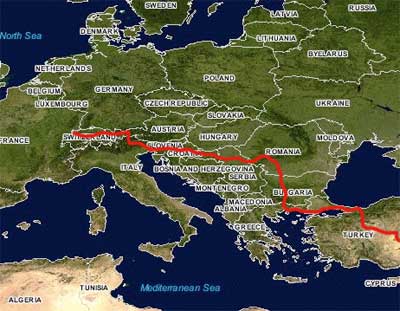 SWEDEN
LATVIA
RUSSIA
North Sea
DENMARK
LITHUANIA
BYELARUS
NETHERLANDS
BELGIUM
GERMANY
POLAND
LUXEMBOURG
CZECH REPUBLIC
UKRAINE
SLOVAKIA
FRANCE
SWITZERLAND
AUSTRIA
HUNGARY
MOLDOVA
SLOVENIA
CROATIA
ROMANIA
ITALY
BOSNIA AND HERZEGOVINA
SERBIA
MONTENEGRO
BULGARIA
MACEDONIA
ALBANIA
GREECE
TURKEY
CYPRUS
Mediterranean Sea
TUNISIA
ALGERIA